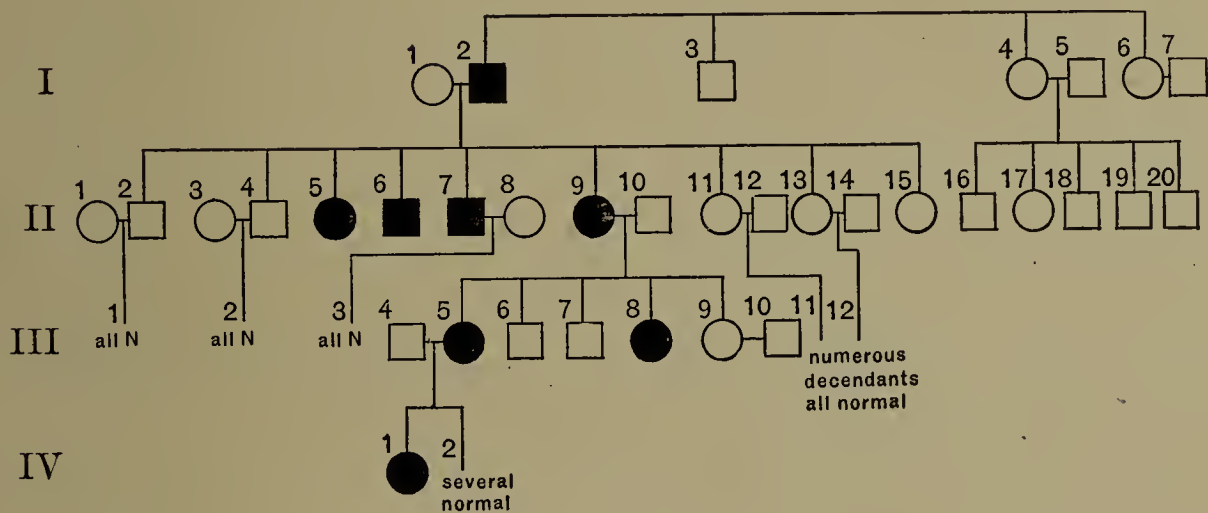 1 2 3 4 5 6 7
I
1 2 3 4 5 6 7 8 9 10 11 12 13 14 15 16 17 18 19 20
II
1 2 3 4 5 6 7 8 9 10 11 12
III
all N all N all N
numerous
decendants
all normal
1 2
IV
several
normal